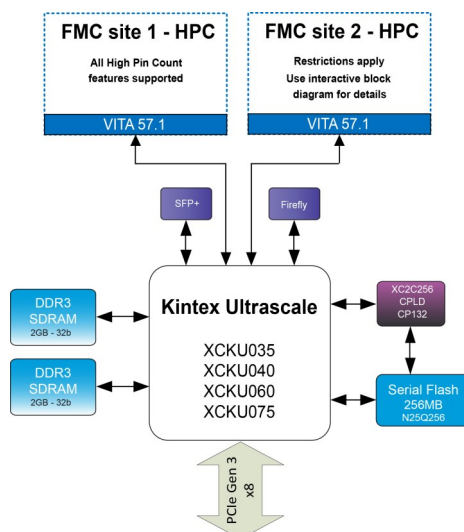 FMC site 1 - HPC
All High Pin Count
features supported
VITA 57.1
FMC site 2 - HPC
Restrictions apply
Use interactive block
diagram for details
VITA 57.1
SFP+
Firefly
DDR3
SDRAM
2GB - 32b
DDR3
SDRAM
2GB - 32b
Kintex Ultrascale
XCKU035
XCKU040
XCKU060
XCKU075
XC2C256
CPLD
CP132
Serial Flash
256MB
N25Q256
PCIe Gen 3
x8